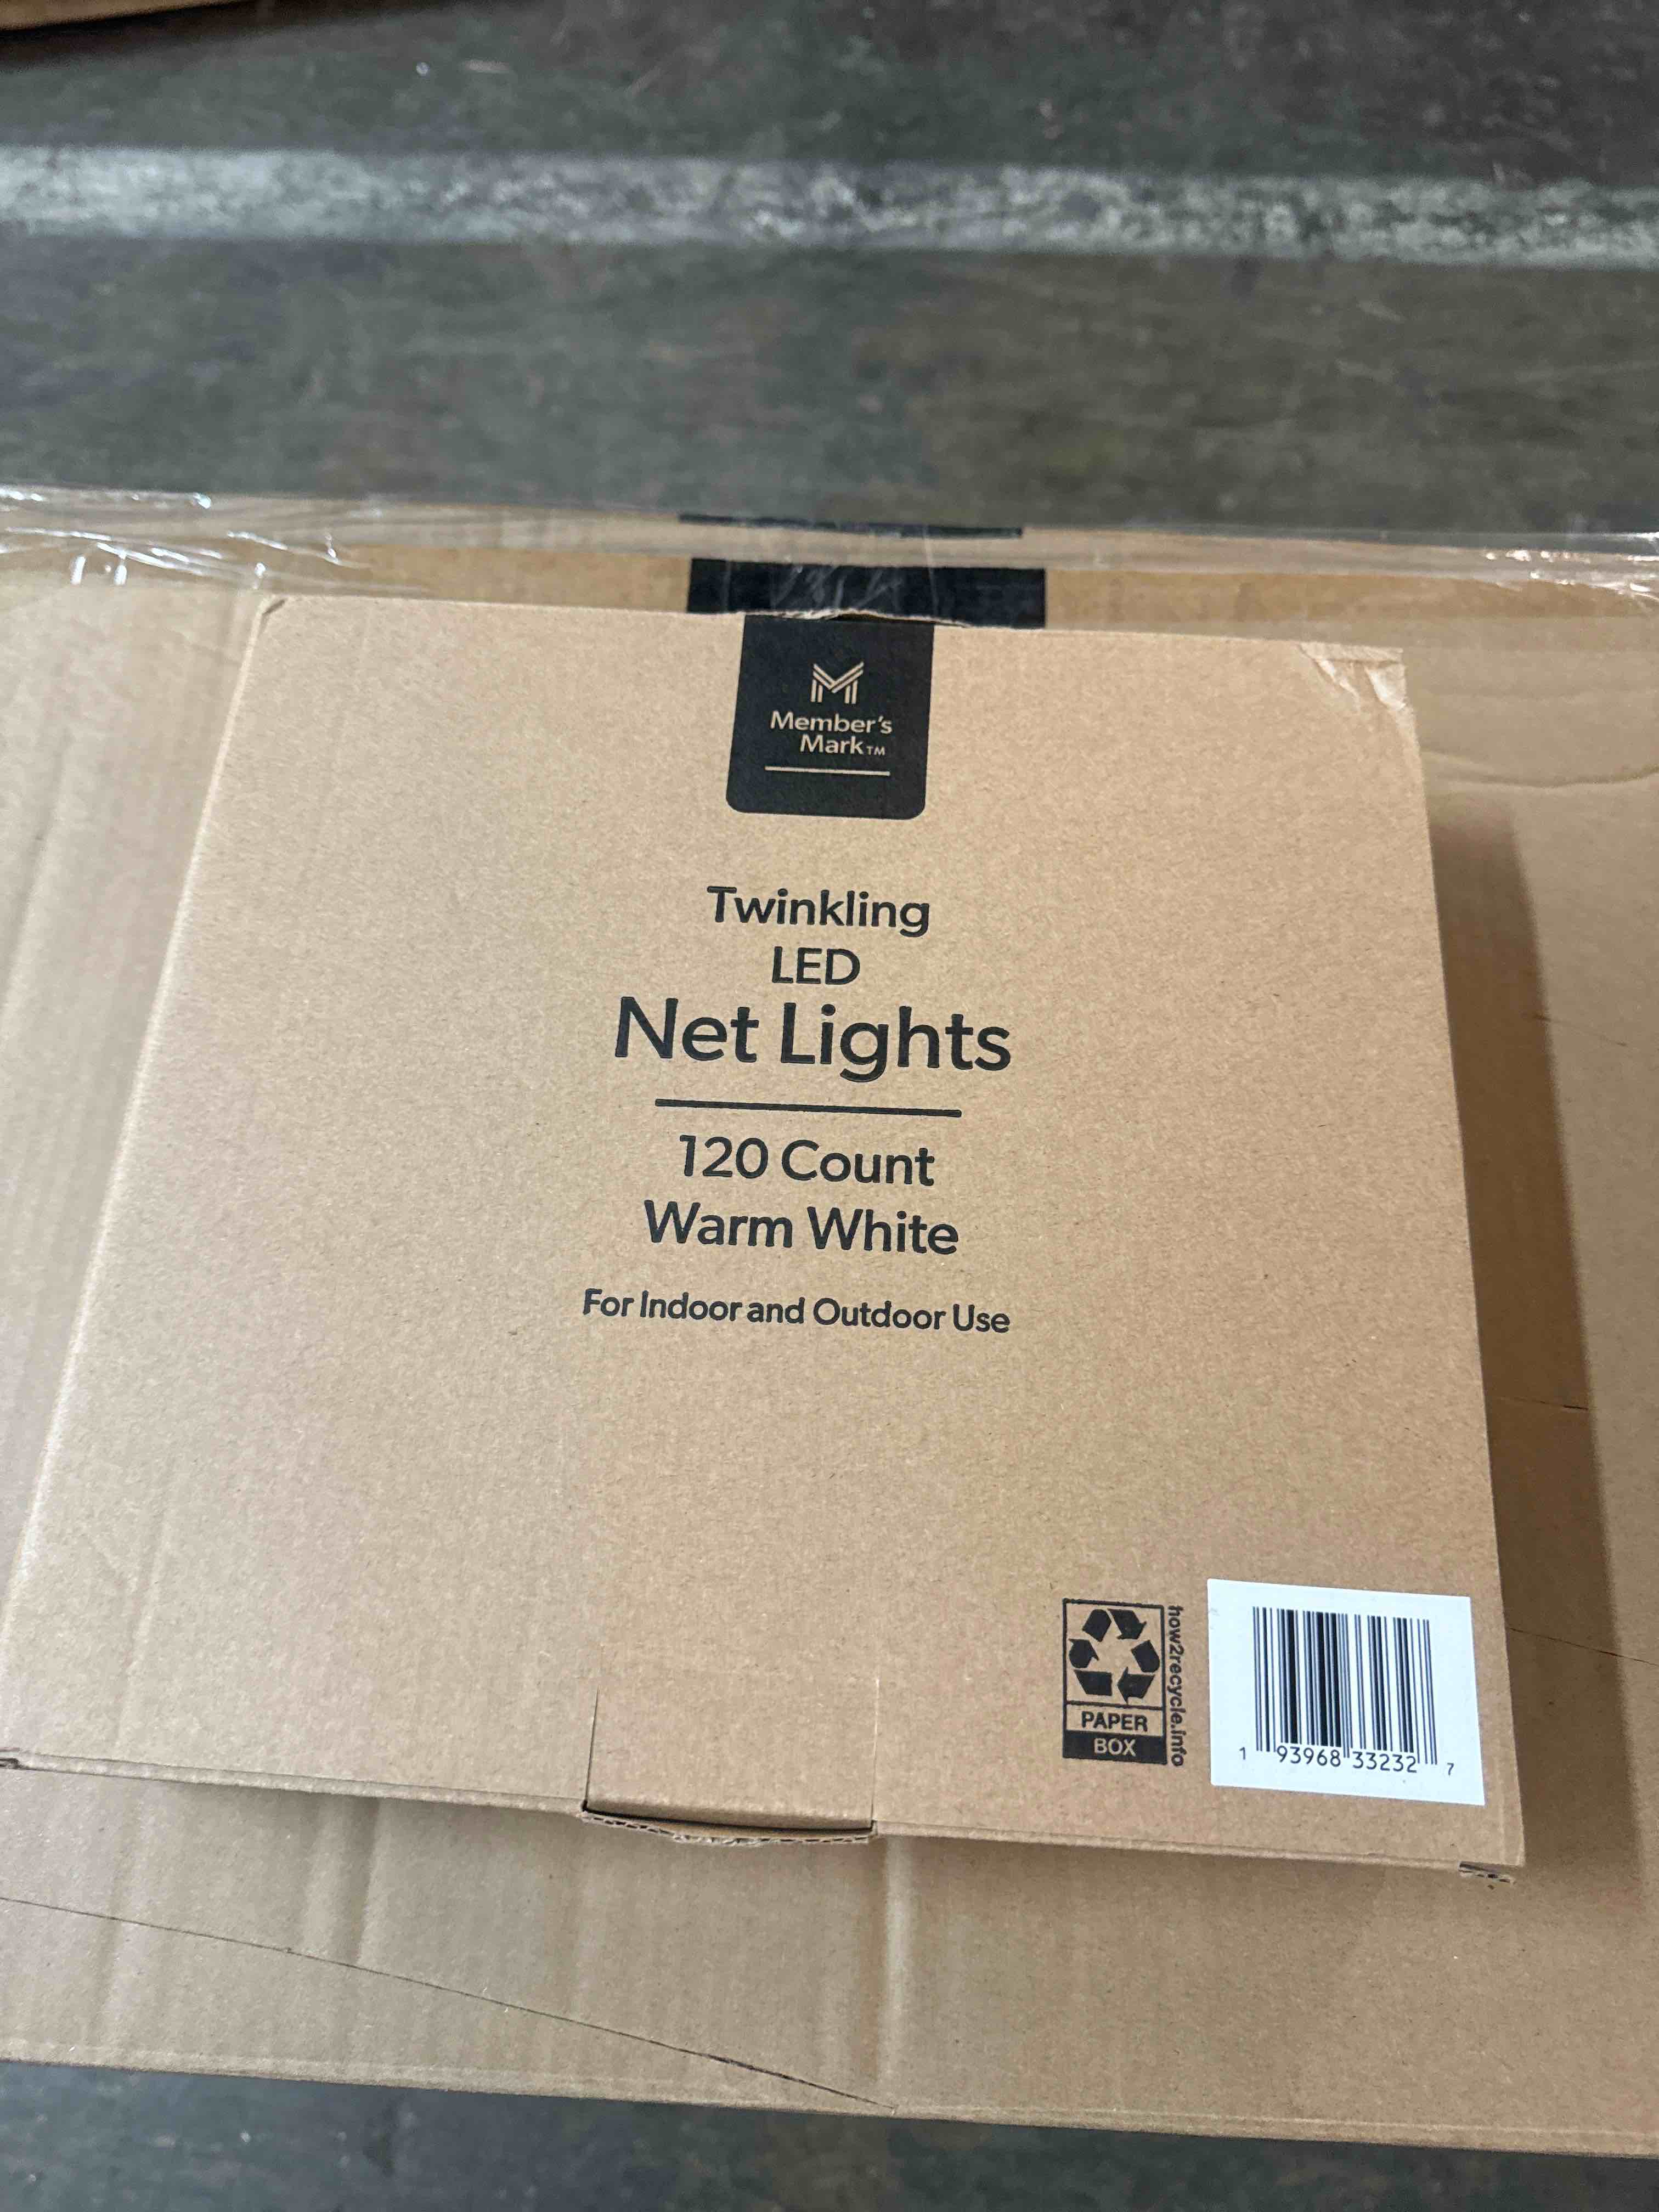 Member's
Mark™
Twinkling
LED
Net Lights
120 Count
Warm White
For Indoor and Outdoor Use
how2recycle.info
PAPER
BOX
1 93968 33232 7